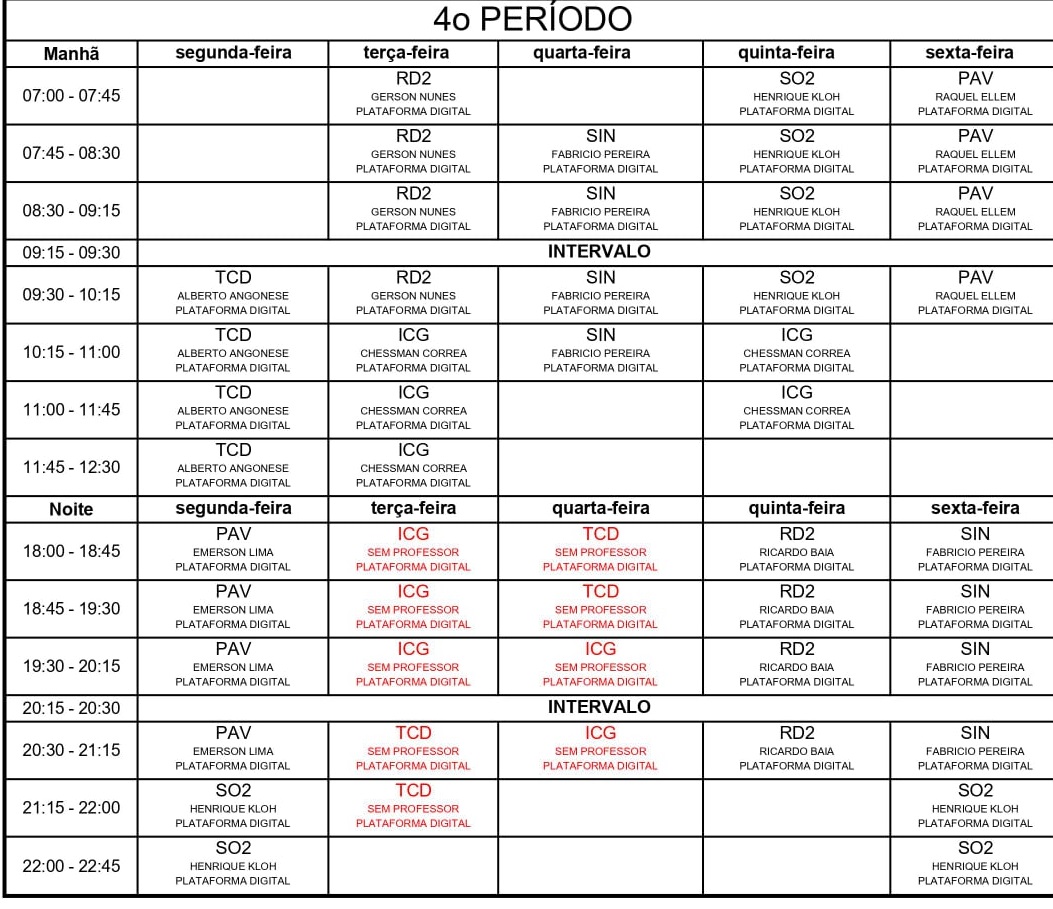 4o PERÍODO
Manhã segunda-feira terça-feira quarta-feira quinta-feira sexta-feira
RD2 SO2 PAV
07:00 - 07:45 GERSON NUNES HENRIQUE KLOH RAQUEL ELLEM
PLATAFORMA DIGITAL PLATAFORMA DIGITAL PLATAFORMA DIGITAL
RD2 SIN SO2 PAV
07:45 - 08:30 GERSON NUNES FABRICIO PEREIRA HENRIQUE KLOH RAQUEL ELLEM
PLATAFORMA DIGITAL PLATAFORMA DIGITAL PLATAFORMA DIGITAL PLATAFORMA DIGITAL
RD2 SIN SO2 PAV
08:30 - 09:15 GERSON NUNES FABRICIO PEREIRA HENRIQUE KLOH RAQUEL ELLEM
PLATAFORMA DIGITAL PLATAFORMA DIGITAL PLATAFORMA DIGITAL PLATAFORMA DIGITAL
09:15 - 09:30 INTERVALO
TCD RD2 SIN SO2 PAV
09:30 - 10:15 ALBERTO ANGONESE GERSON NUNES FABRICIO PEREIRA HENRIQUE KLOH RAQUEL ELLEM
PLATAFORMA DIGITAL PLATAFORMA DIGITAL PLATAFORMA DIGITAL PLATAFORMA DIGITAL PLATAFORMA DIGITAL
TCD ICG SIN ICG
10:15 - 11:00 ALBERTO ANGONESE CHESSMAN CORREA FABRICIO PEREIRA CHESSMAN CORREA
PLATAFORMA DIGITAL PLATAFORMA DIGITAL PLATAFORMA DIGITAL PLATAFORMA DIGITAL
TCD ICG ICG
11:00 - 11:45 ALBERTO ANGONESE CHESSMAN CORREA CHESSMAN CORREA
PLATAFORMA DIGITAL PLATAFORMA DIGITAL PLATAFORMA DIGITAL
TCD ICG
11:45 - 12:30 ALBERTO ANGONESE CHESSMAN CORREA
PLATAFORMA DIGITAL PLATAFORMA DIGITAL
Noite segunda-feira terça-feira quarta-feira quinta-feira sexta-feira
PAV ICG TCD RD2 SIN
18:00 - 18:45 EMERSON LIMA SEM PROFESSOR SEM PROFESSOR RICARDO BAIA FABRICIO PEREIRA
PLATAFORMA DIGITAL PLATAFORMA DIGITAL PLATAFORMA DIGITAL PLATAFORMA DIGITAL PLATAFORMA DIGITAL
PAV ICG TCD RD2 SIN
18:45 - 19:30 EMERSON LIMA SEM PROFESSOR SEM PROFESSOR RICARDO BAIA FABRICIO PEREIRA
PLATAFORMA DIGITAL PLATAFORMA DIGITAL PLATAFORMA DIGITAL PLATAFORMA DIGITAL PLATAFORMA DIGITAL
PAV ICG ICG RD2 SIN
19:30 - 20:15 EMERSON LIMA SEM PROFESSOR SEM PROFESSOR RICARDO BAIA FABRICIO PEREIRA
PLATAFORMA DIGITAL PLATAFORMA DIGITAL PLATAFORMA DIGITAL PLATAFORMA DIGITAL PLATAFORMA DIGITAL
20:15 - 20:30 INTERVALO
PAV TCD ICG RD2 SIN
20:30 - 21:15 EMERSON LIMA SEM PROFESSOR SEM PROFESSOR RICARDO BAIA FABRICIO PEREIRA
PLATAFORMA DIGITAL PLATAFORMA DIGITAL PLATAFORMA DIGITAL PLATAFORMA DIGITAL PLATAFORMA DIGITAL
SO2 TCD SO2
21:15 - 22:00 HENRIQUE KLOH SEM PROFESSOR HENRIQUE KLOH
PLATAFORMA DIGITAL PLATAFORMA DIGITAL PLATAFORMA DIGITAL
SO2 SO2
22:00 - 22:45 HENRIQUE KLOH HENRIQUE KLOH
PLATAFORMA DIGITAL PLATAFORMA DIGITAL